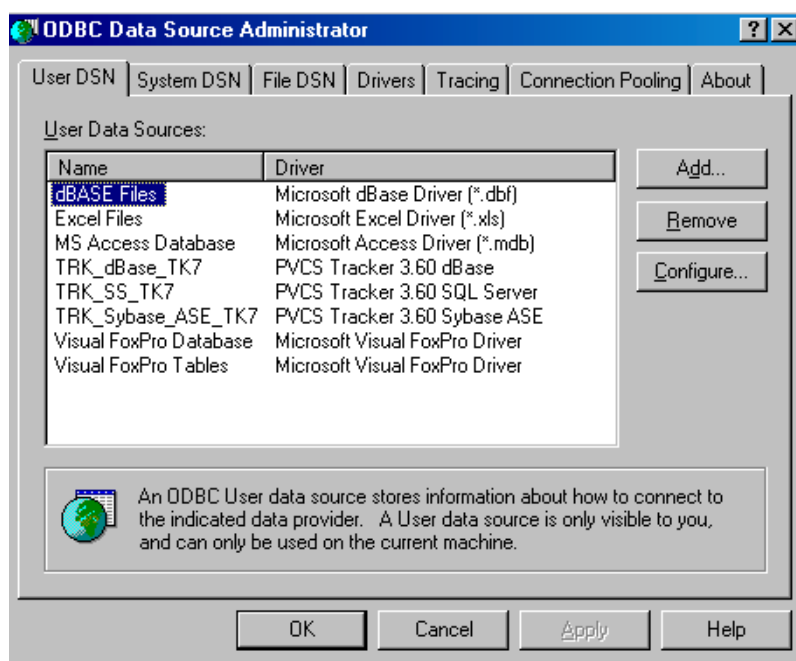 ODBC Data Source Administrator
User DSN System DSN File DSN Drivers Tracing Connection Pooling About
User Data Sources:
Name Driver
dBASE Files Microsoft dBase Driver (*.dbf)
Excel Files Microsoft Excel Driver (*.xls)
MS Access Database Microsoft Access Driver (*.mdb)
TRK_dBase_TK7 PVCS Tracker 3.60 dBase
TRK_SS_TK7 PVCS Tracker 3.60 SQL Server
TRK_Sybase_ASE_TK7 PVCS Tracker 3.60 Sybase ASE
Visual FoxPro Database Microsoft Visual FoxPro Driver
Visual FoxPro Tables Microsoft Visual FoxPro Driver
Add...
Remove
Configure...
An ODBC User data source stores information about how to connect to
the indicated data provider. A User data source is only visible to you,
and can only be used on the current machine.
OK Cancel Apply Help